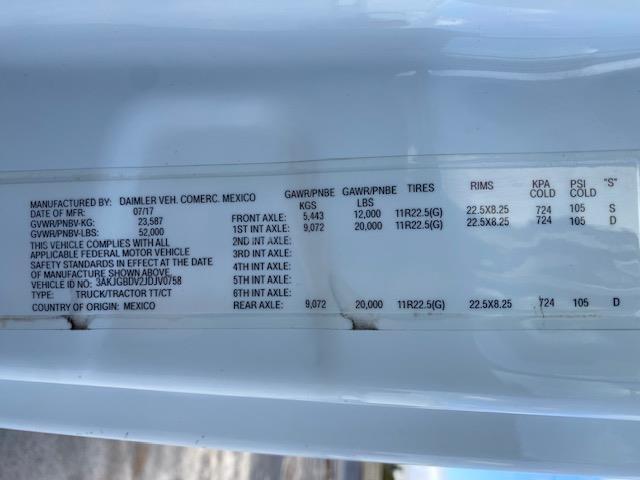 MANUFACTURED BY: DAIMLER VEH. COMERC. MEXICO
DATE OF MFR: 07/17
GVWR/PNBV-KG: 23,587
GVWR/PNBV-LBS: 52,000
THIS VEHICLE COMPLIES WITH ALL
APPLICABLE FEDERAL MOTOR VEHICLE
SAFETY STANDARDS IN EFFECT AT THE DATE
OF MANUFACTURE SHOWN ABOVE.
VEHICLE ID NO: 3AKJGBDV2JDJV0758
TYPE: TRUCK/TRACTOR TT/CT
COUNTRY OF ORIGIN: MEXICO
GAWR/PNBE GAWR/PNBE TIRES RIMS KPA PSI "S"
KGS LBS COLD COLD
FRONT AXLE: 5,443 12,000 11R22.5(G) 22.5X8.25 724 105 S
1ST INT AXLE: 9,072 20,000 11R22.5(G) 22.5X8.25 724 105 D
2ND INT AXLE:
3RD INT AXLE:
4TH INT AXLE:
5TH INT AXLE:
6TH INT AXLE:
REAR AXLE: 9,072 20,000 11R22.5(G) 22.5X8.25 724 105 D